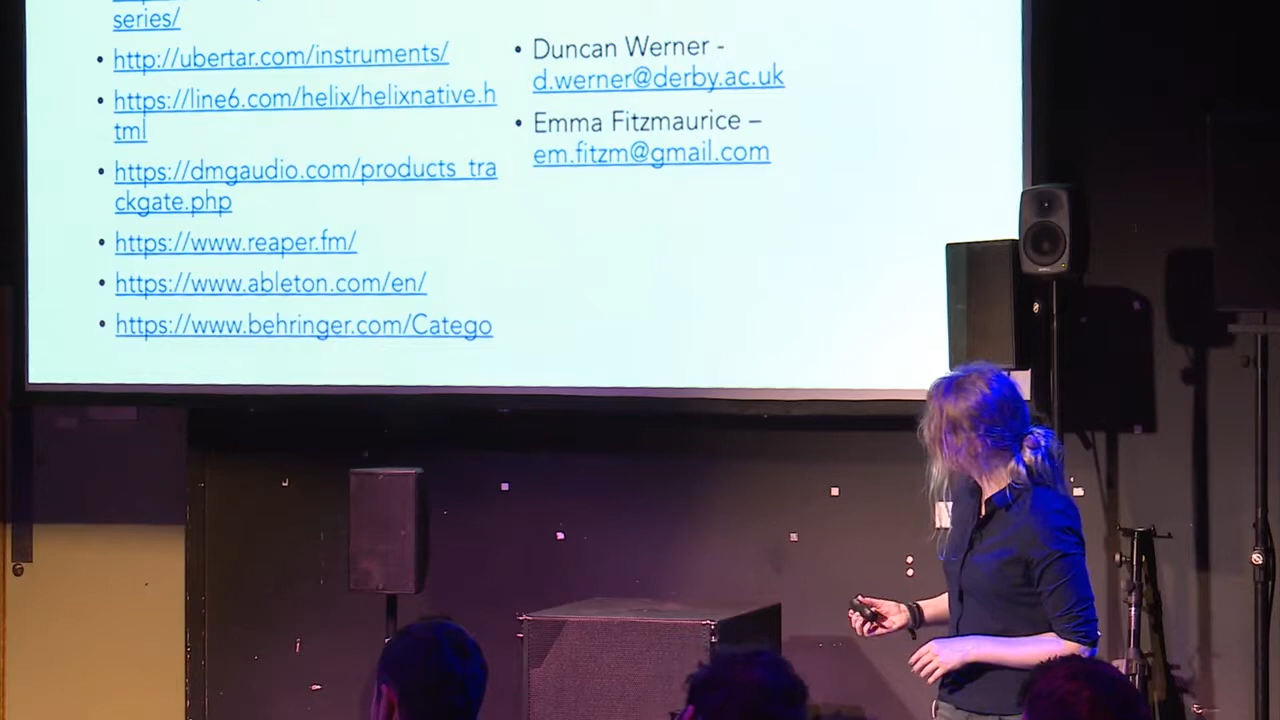 series/
• http://ubertar.com/instruments/
• https://line6.com/helix/helixnative.h
tml
• https://dmgaudio.com/products_tra
ckgate.php
• https://www.reaper.fm/
• https://www.ableton.com/en/
• https://www.behringer.com/Catego
• Duncan Werner -
d.werner@derby.ac.uk
• Emma Fitzmaurice –
em.fitzm@gmail.com